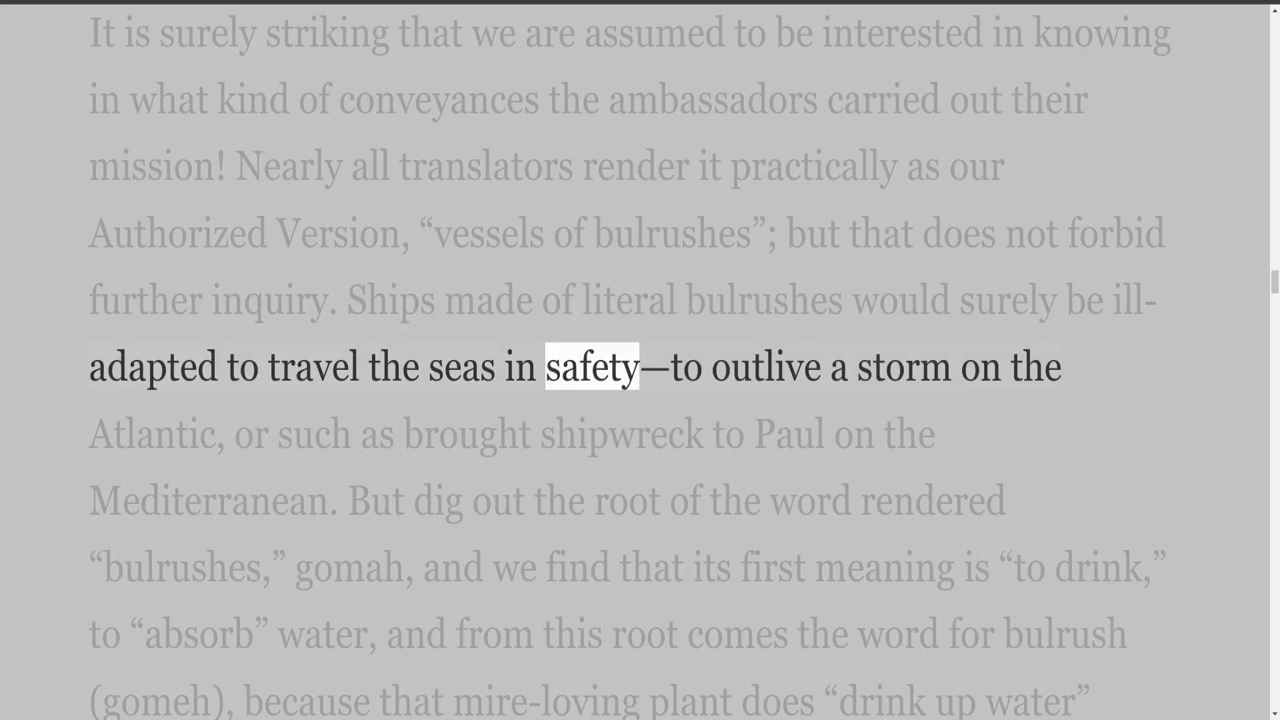 It is surely striking that we are assumed to be interested in knowing
in what kind of conveyances the ambassadors carried out their
mission! Nearly all translators render it practically as our
Authorized Version, “vessels of bulrushes”; but that does not forbid
further inquiry. Ships made of literal bulrushes would surely be ill-
adapted to travel the seas in safety—to outlive a storm on the
Atlantic, or such as brought shipwreck to Paul on the
Mediterranean. But dig out the root of the word rendered
“bulrushes,” gomah, and we find that its first meaning is “to drink,”
to “absorb” water, and from this root comes the word for bulrush
(gomeh), because that mire-loving plant does “drink up water”